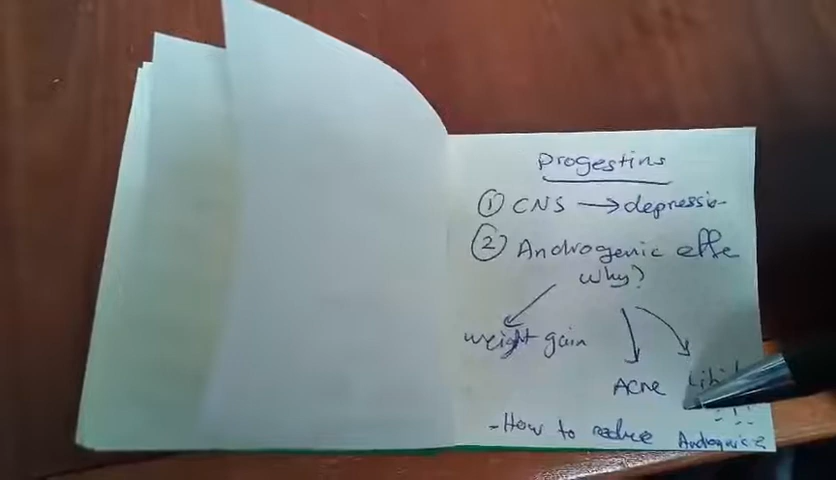 Progestins
① CNS → depressio
② Androgenic effe
why?
weight gain
Acne
-How to reduce Androgenic?